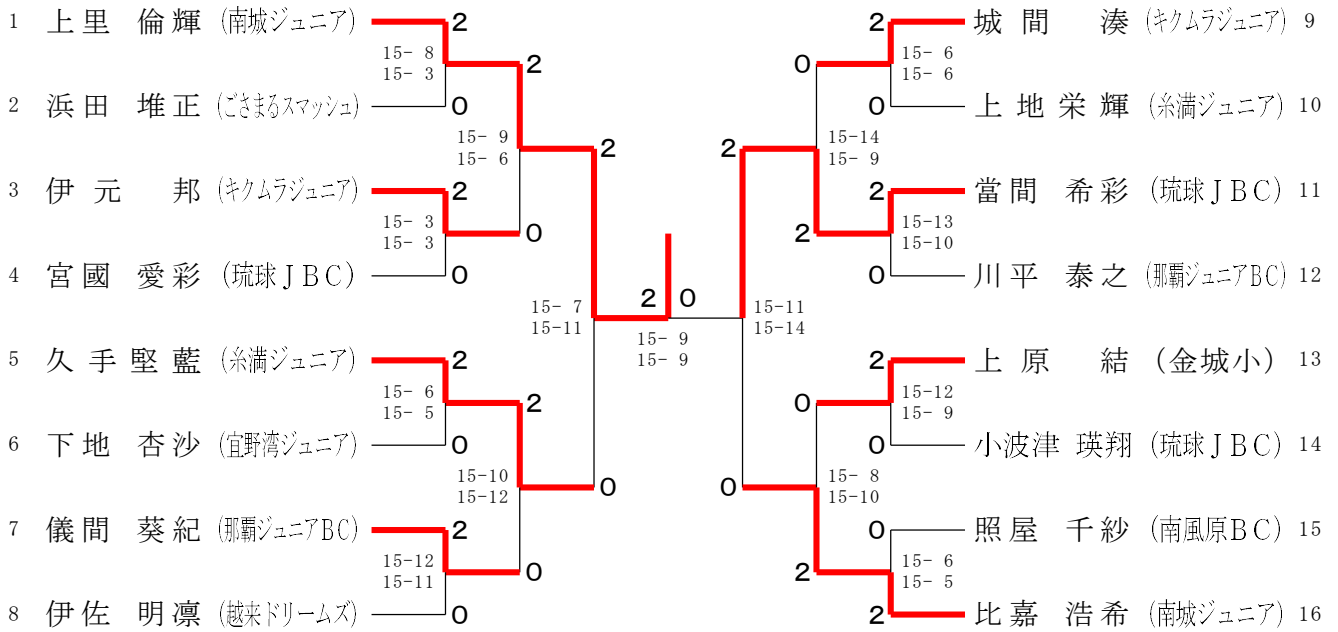 1 上里 倫輝 (南城ジュニア) 2
15- 8
15- 3
2
2 浜田 堆正 (ごさまるスマッシュ) 0
15- 9
15- 6
2
3 伊元 邦 (キクムラジュニア) 2
15- 3
15- 3
0
4 宮國 愛彩 (琉球JBC) 0
15- 7
15-11
5 久手堅藍 (糸満ジュニア) 2
15- 6
15- 5
2
6 下地 杏沙 (宜野湾ジュニア) 0
15-10
15-12
0
7 儀間 葵紀 (那覇ジュニアBC) 2
15-12
15-11
0
8 伊佐 明凛 (越来ドリームズ) 0
2 0
15- 9
15- 9
2 城間 湊 (キクムラジュニア) 9
0
15- 6
15- 6
0 上地栄輝 (糸満ジュニア) 10
2
15-14
15- 9
2 當間 希彩 (琉球JBC) 11
2
15-13
15-10
0 川平 泰之 (那覇ジュニアBC) 12
15-11
15-14
2 上原 結 (金城小) 13
0
15-12
15- 9
0 小波津 瑛翔 (琉球JBC) 14
0
15- 8
15-10
0 照屋 千紗 (南風原BC) 15
2
15- 6
15- 5
2 比嘉 浩希 (南城ジュニア) 16